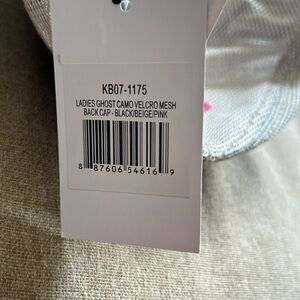 KB07-1175
LADIES GHOST CAMO VELCRO MESH
BACK CAP - BLACK/BEIGE/PINK
8 87606 54616 9